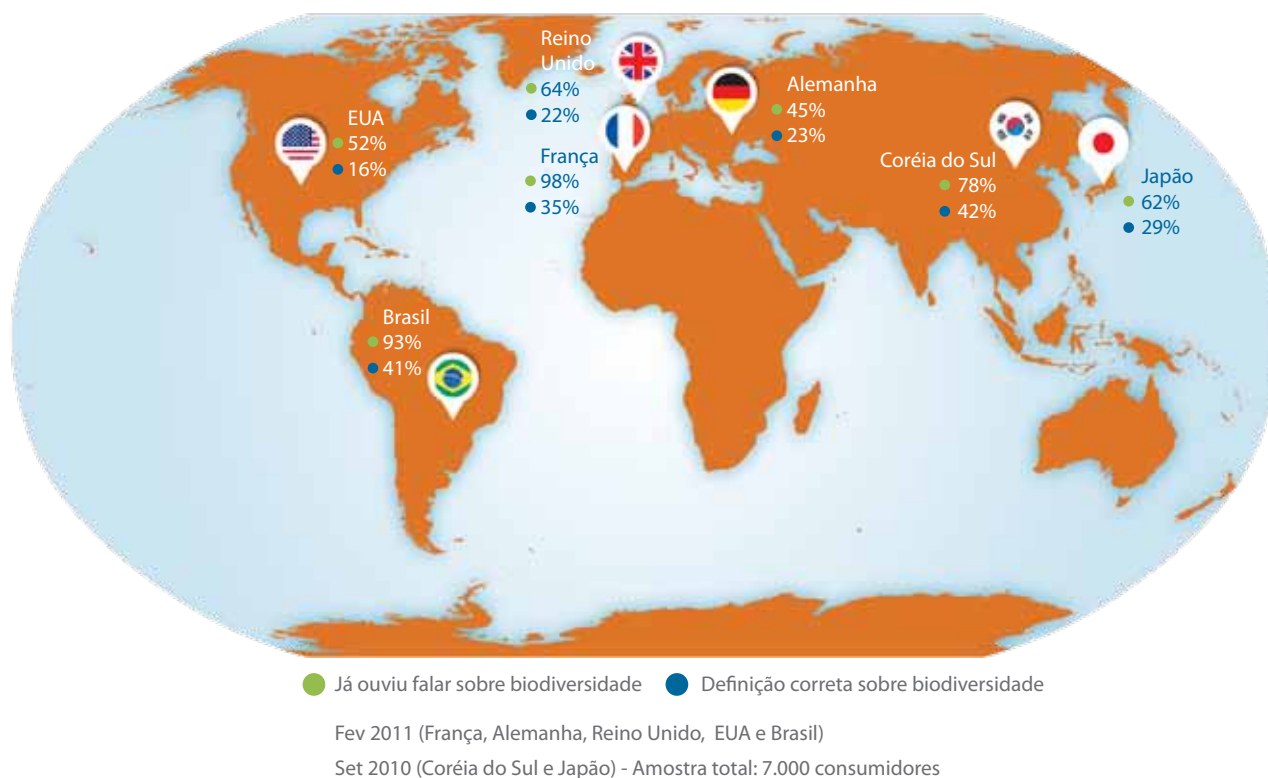 Reino
Unido
64%
22%
Alemanha
45%
23%
EUA
52%
16%
França
98%
35%
Coréia do Sul
78%
42%
Japão
62%
29%
Brasil
93%
41%
Já ouviu falar sobre biodiversidade
Definição correta sobre biodiversidade
Fev 2011 (França, Alemanha, Reino Unido, EUA e Brasil)
Set 2010 (Coréia do Sul e Japão) - Amostra total: 7.000 consumidores